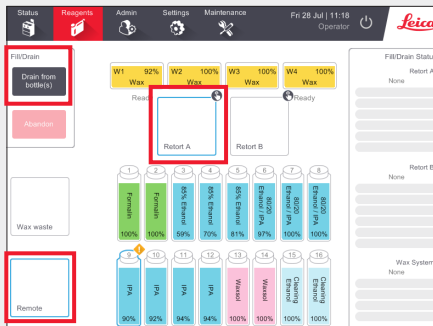 Status Reagents Admin Settings Maintenance Fri 28 Jul | 11:18
Operator
Leica
Fill/Drain
Drain from
bottle(s)
Abandon
Wax waste
Remote
W1 92% W2 100% W3 100% W4 100%
Wax Wax Wax Wax
Ready
Ready
Retort A
Retort B
1 2 3 4 5 6 7 8
Formalin
Formalin
85% Ethanol
85% Ethanol
85% Ethanol
80/20
Ethanol / IPA
80/20
Ethanol / IPA
80/20
Ethanol / IPA
100% 100% 59% 70% 81% 97% 100% 100%
9 10 11 12 13 14 15 16
IPA
IPA
IPA
IPA
Waxsol
Waxsol
Cleaning
Ethanol
Cleaning
Ethanol
90% 92% 94% 94% 100% 100% 100% 100%
Fill/Drain Status
Retort A
None
Retort B
None
Wax System
None